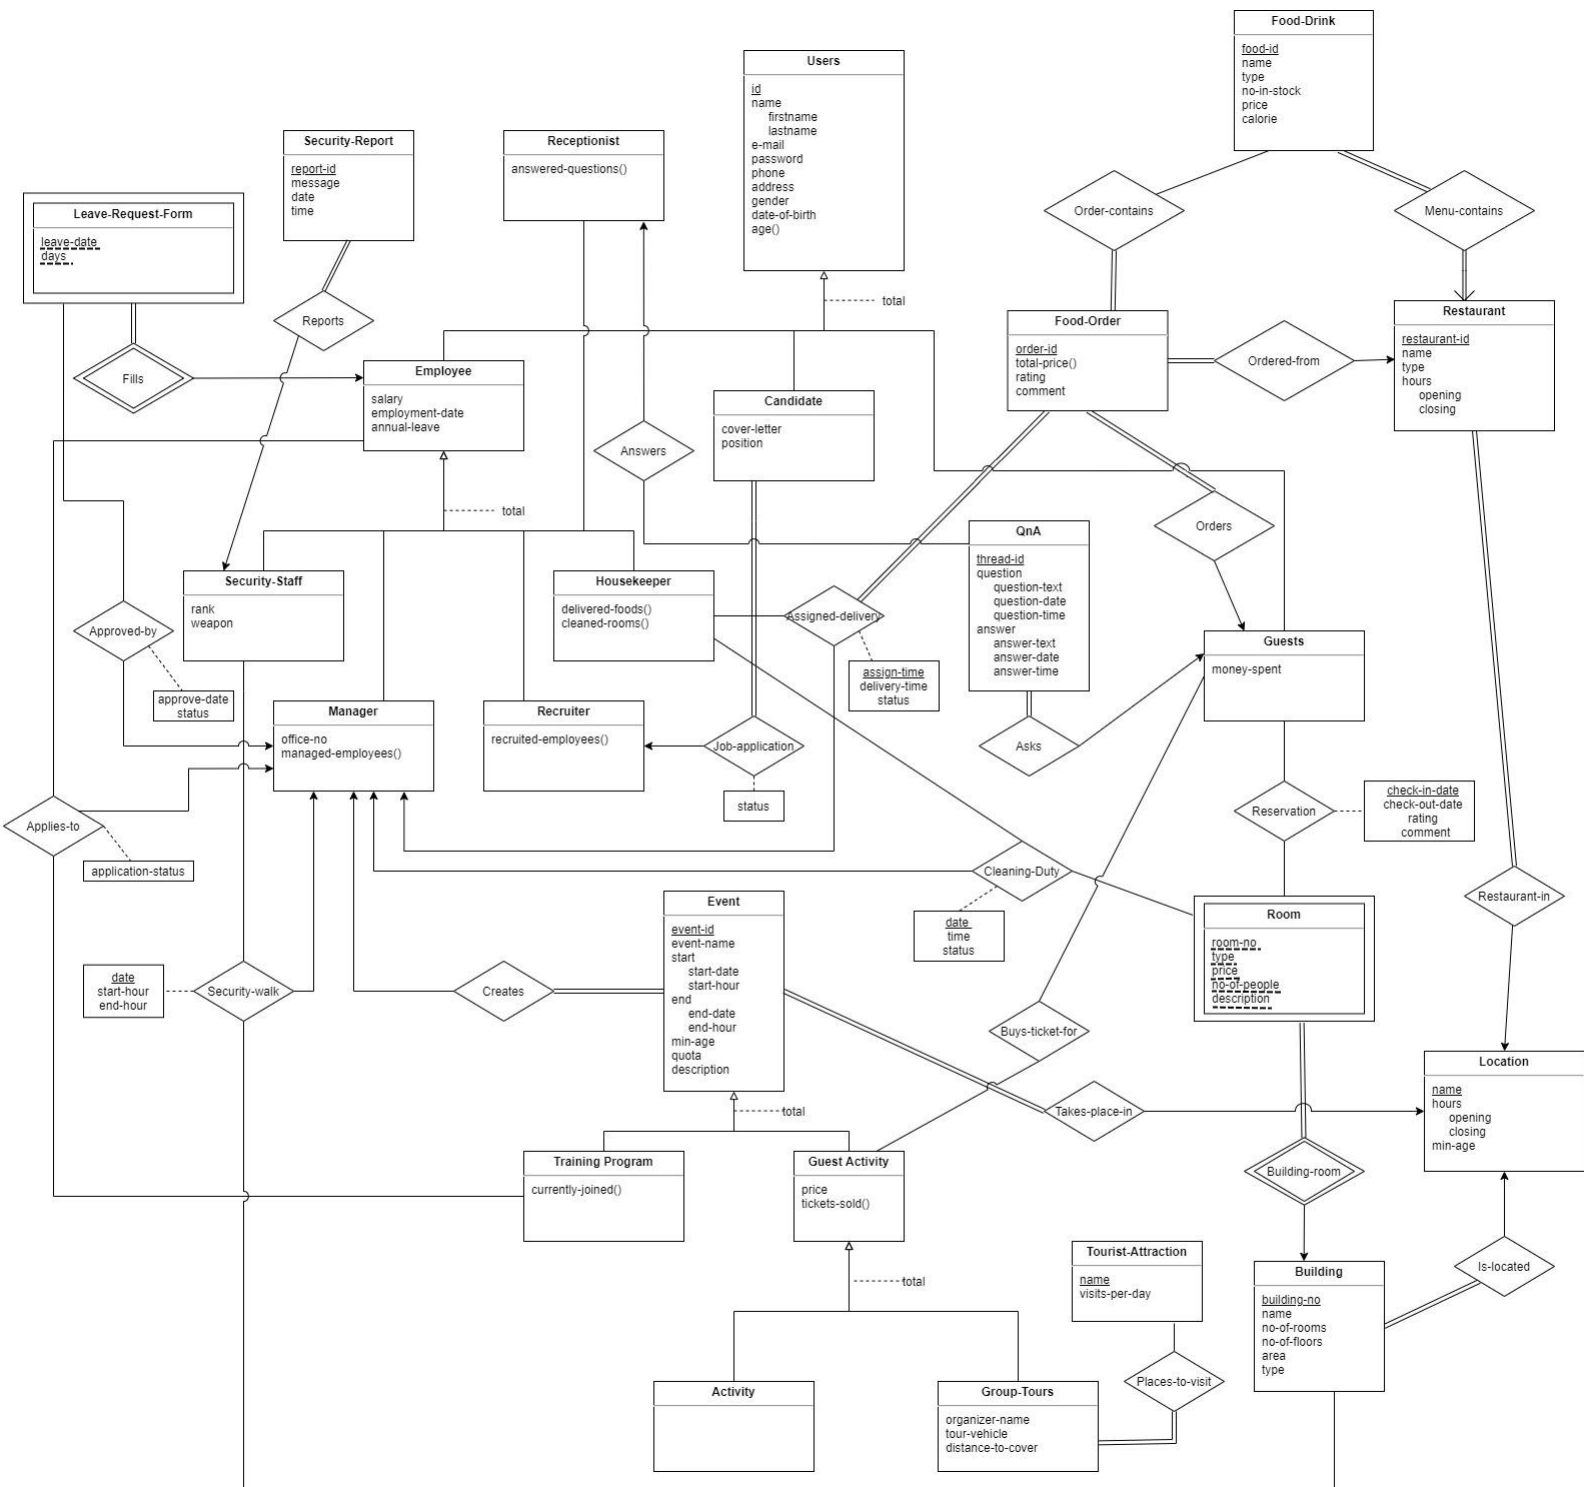 Food-Drink
food-id
name
type
no-in-stock
price
calorie
Users
id
name
firstname
lastname
e-mail
password
phone
address
gender
date-of-birth
age()
Security-Report
report-id
message
date
time
Receptionist
answered-questions()
Leave-Request-Form
leave-date
days
Order-contains
Menu-contains
total
Reports
Fills
Food-Order
order-id
total-price()
rating
comment
Ordered-from
Restaurant
restaurant-id
name
type
hours
opening
closing
Employee
salary
employment-date
annual-leave
Candidate
cover-letter
position
Answers
total
Orders
QnA
thread-id
question
question-text
question-date
question-time
answer
answer-text
answer-date
answer-time
Security-Staff
rank
weapon
Housekeeper
delivered-foods()
cleaned-rooms()
Assigned-delivery
assign-time
delivery-time
status
Approved-by
approve-date
status
Guests
money-spent
Manager
office-no
managed-employees()
Recruiter
recruited-employees()
Job-application
status
Asks
Reservation
check-in-date
check-out-date
rating
comment
Applies-to
application-status
Cleaning-Duty
date
time
status
Restaurant-in
Event
event-id
event-name
start
start-date
start-hour
end
end-date
end-hour
min-age
quota
description
Room
room-no
type
price
no-of-people
description
date
start-hour
end-hour
Security-walk
Creates
Buys-ticket-for
Location
name
hours
opening
closing
min-age
total
Takes-place-in
Training Program
currently-joined()
Guest Activity
price
tickets-sold()
Building-room
Tourist-Attraction
name
visits-per-day
Building
building-no
name
no-of-rooms
no-of-floors
area
type
Is-located
total
Activity
Group-Tours
organizer-name
tour-vehicle
distance-to-cover
Places-to-visit